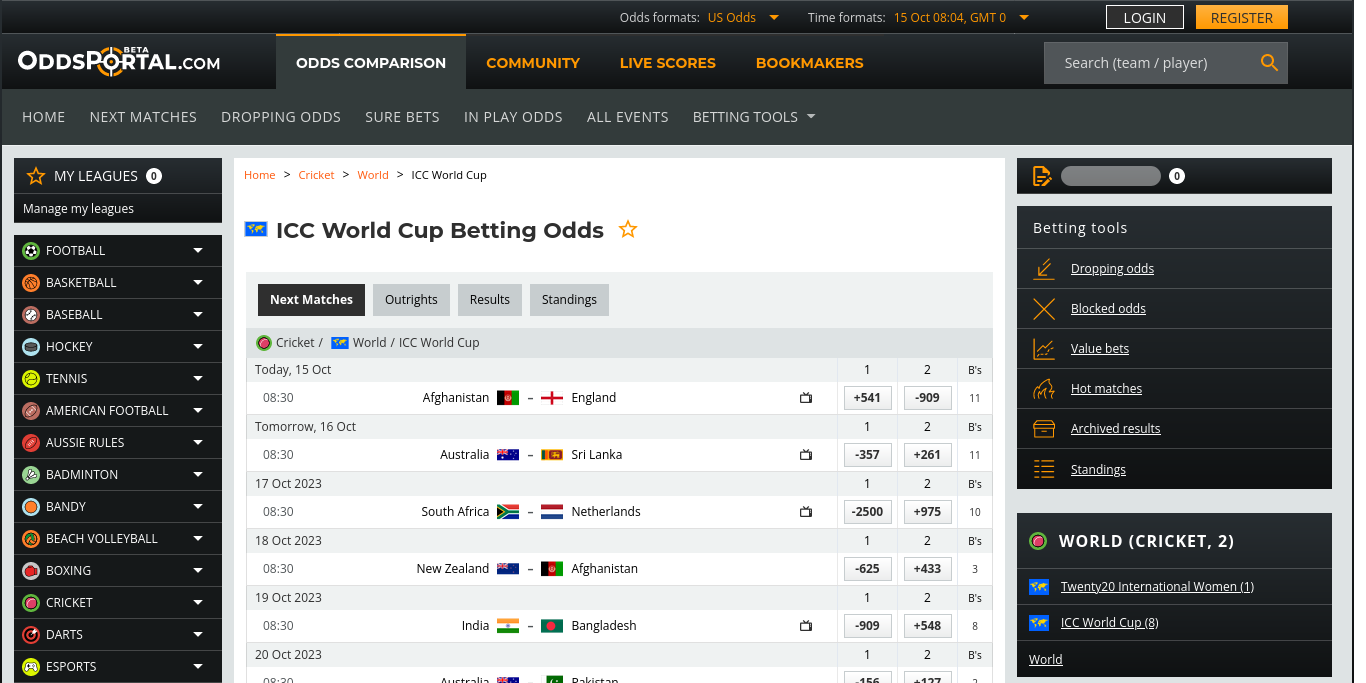 Odds formats: US Odds Time formats: 15 Oct 08:04, GMT 0 LOGIN REGISTER
ODDSPORTAL.COM BETA
ODDS COMPARISON COMMUNITY LIVE SCORES BOOKMAKERS Search (team / player)
HOME NEXT MATCHES DROPPING ODDS SURE BETS IN PLAY ODDS ALL EVENTS BETTING TOOLS
MY LEAGUES 0
Manage my leagues
FOOTBALL
BASKETBALL
BASEBALL
HOCKEY
TENNIS
AMERICAN FOOTBALL
AUSSIE RULES
BADMINTON
BANDY
BEACH VOLLEYBALL
BOXING
CRICKET
DARTS
ESPORTS
Home > Cricket > World > ICC World Cup
ICC World Cup Betting Odds
Next Matches Outrights Results Standings
Cricket / World / ICC World Cup
Today, 15 Oct 1 2 B's
08:30 Afghanistan – England +541 -909 11
Tomorrow, 16 Oct 1 2 B's
08:30 Australia – Sri Lanka -357 +261 11
17 Oct 2023 1 2 B's
08:30 South Africa – Netherlands -2500 +975 10
18 Oct 2023 1 2 B's
08:30 New Zealand – Afghanistan -625 +433 3
19 Oct 2023 1 2 B's
08:30 India – Bangladesh -909 +548 8
20 Oct 2023 1 2 B's
08:30 Australia – Pakistan -156 +127 2
0
Betting tools
Dropping odds
Blocked odds
Value bets
Hot matches
Archived results
Standings
WORLD (CRICKET, 2)
Twenty20 International Women (1)
ICC World Cup (8)
World